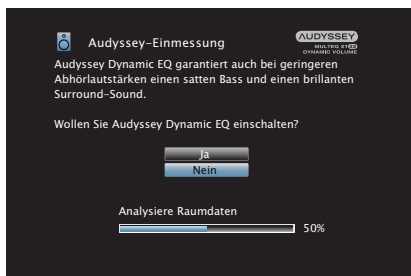 Audyssey-Einmessung
AUDYSSEY
MULTEQ XT32
DYNAMIC VOLUME
Audyssey Dynamic EQ garantiert auch bei geringeren
Abhörlautstärken einen satten Bass und einen brillanten
Surround-Sound.
Wollen Sie Audyssey Dynamic EQ einschalten?
Ja
Nein
Analysiere Raumdaten
50%